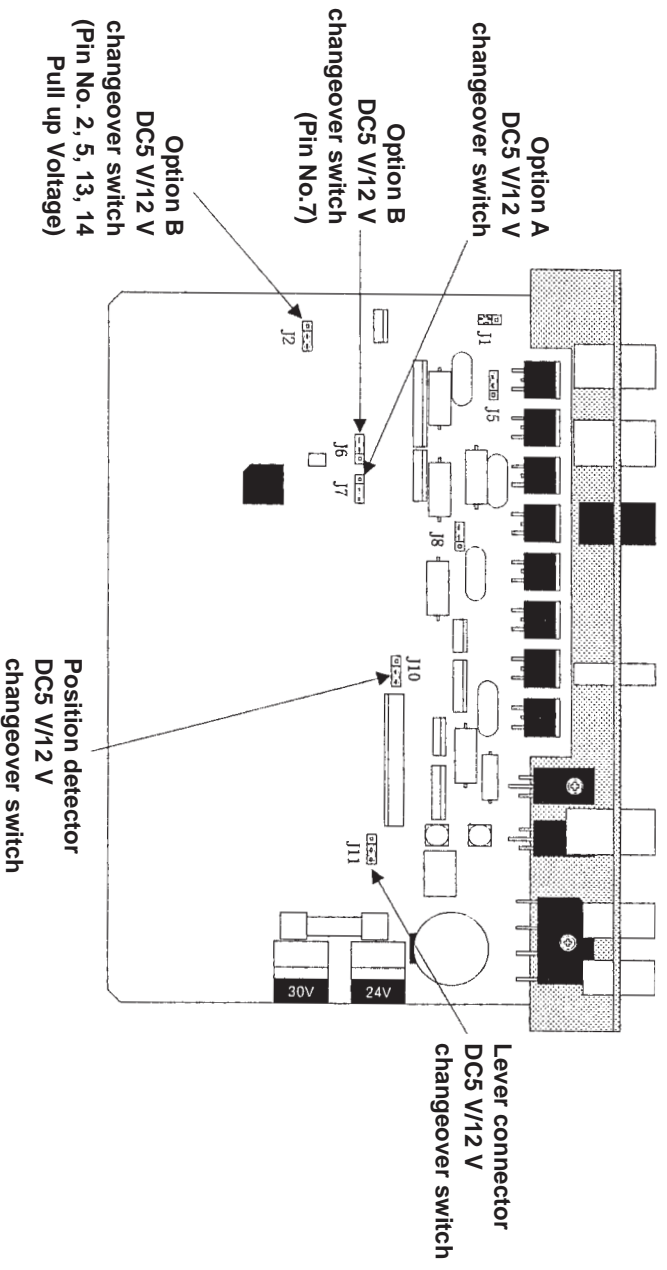 Option A
DC5 V/12 V
changeover switch
Option B
DC5 V/12 V
changeover switch
(Pin No.7)
Option B
DC5 V/12 V
changeover switch
(Pin No. 2, 5, 13, 14
Pull up Voltage)
J1
J5
J2
J6
J7
J8
J10
J11
30V
24V
Lever connector
DC5 V/12 V
changeover switch
Position detector
DC5 V/12 V
changeover switch